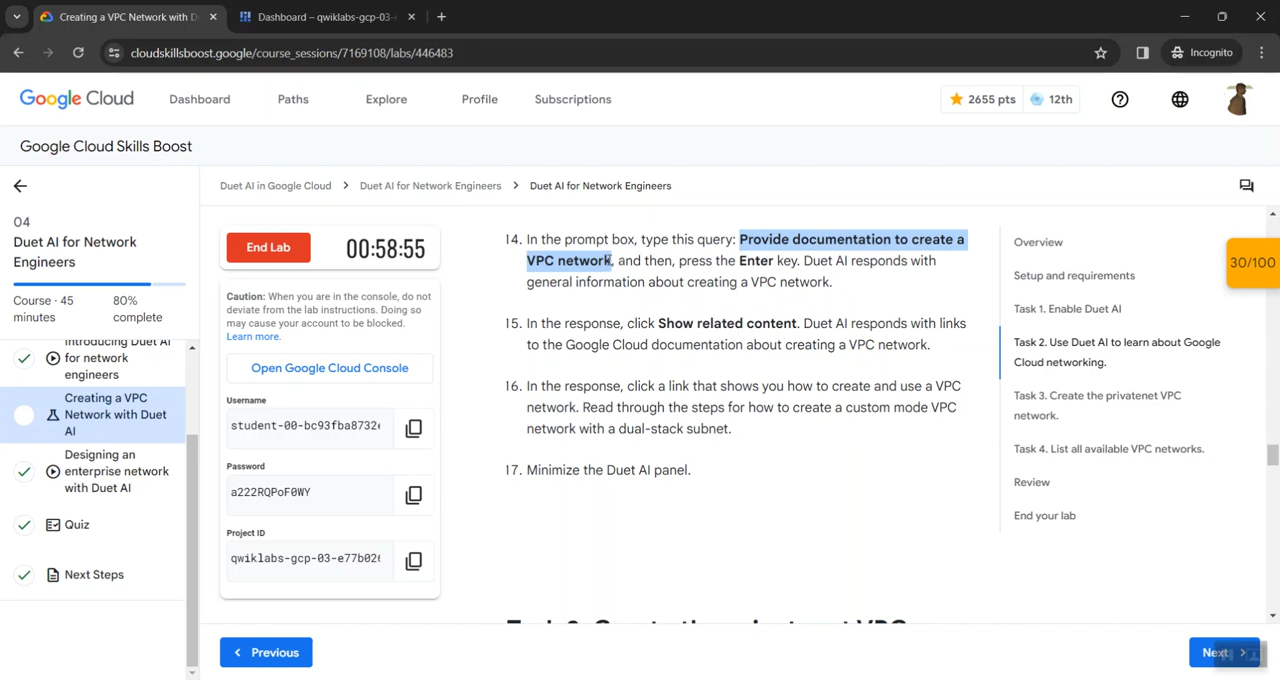 Creating a VPC Network with D
Dashboard – qwiklabs-gcp-03-
cloudskillsboost.google/course_sessions/7169108/labs/446483
Incognito
Google Cloud
Dashboard
Paths
Explore
Profile
Subscriptions
2655 pts
12th
Google Cloud Skills Boost
Duet AI in Google Cloud
Duet AI for Network Engineers
Duet AI for Network Engineers
04
Duet AI for Network
Engineers
Course · 45
minutes
80%
complete
Introducing Duet AI
for network
engineers
Creating a VPC
Network with Duet
AI
Designing an
enterprise network
with Duet AI
Quiz
Next Steps
End Lab
00:58:55
Caution: When you are in the console, do not
deviate from the lab instructions. Doing so
may cause your account to be blocked.
Learn more.
Open Google Cloud Console
Username
student-00-bc93fba8732e
Password
a222RQPoF0WY
Project ID
qwiklabs-gcp-03-e77b026
14. In the prompt box, type this query: Provide documentation to create a
VPC network, and then, press the Enter key. Duet AI responds with
general information about creating a VPC network.
15. In the response, click Show related content. Duet AI responds with links
to the Google Cloud documentation about creating a VPC network.
16. In the response, click a link that shows you how to create and use a VPC
network. Read through the steps for how to create a custom mode VPC
network with a dual-stack subnet.
17. Minimize the Duet AI panel.
Overview
Setup and requirements
Task 1. Enable Duet AI
Task 2. Use Duet AI to learn about Google
Cloud networking.
Task 3. Create the privatenet VPC
network.
Task 4. List all available VPC networks.
Review
End your lab
30/100
Previous
Next